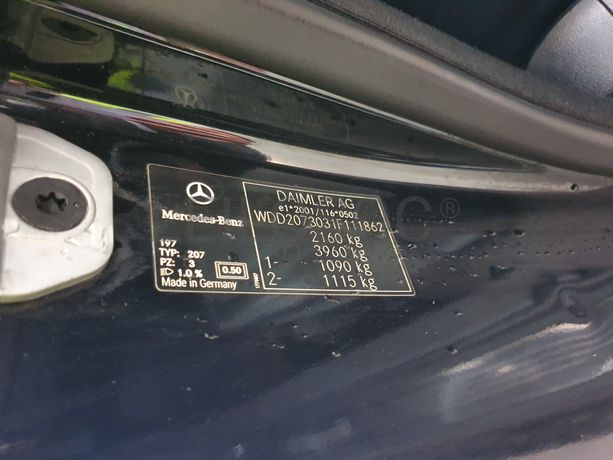 Mercedes-Benz
197
TYP: 207
PZ: 3
1.0 % 0.50
Made in Germany
DAIMLER AG
e1*2001/116*0502
WDD2073031F111862
2160 kg
3960 kg
1- 1090 kg
2- 1115 kg